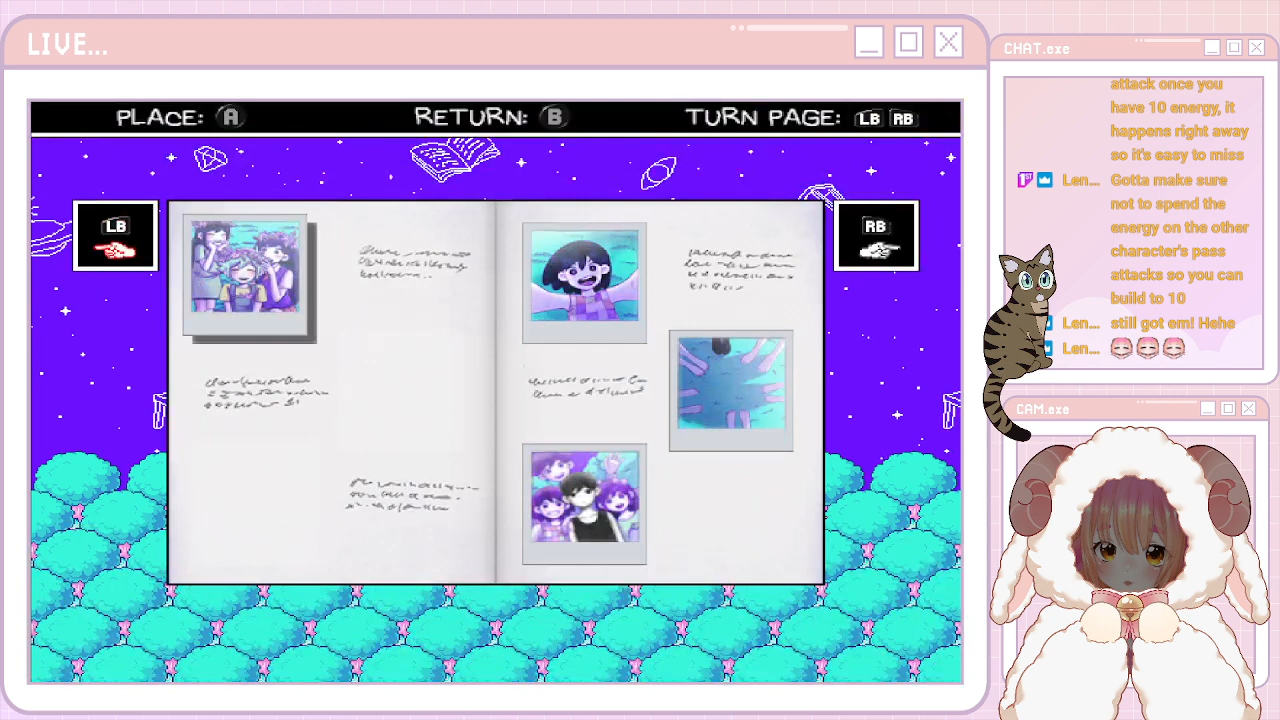 LIVE...
PLACE: A
RETURN: B
TURN PAGE: LB RB
LB
RB
CHAT.exe
attack once you
have 10 energy, it
happens right away
so it's easy to miss
Len... Gotta make sure
not to spend the
energy on the other
character's pass
attacks so you can
build to 10
Len... still got em! Hehe
Len...
CAM.exe